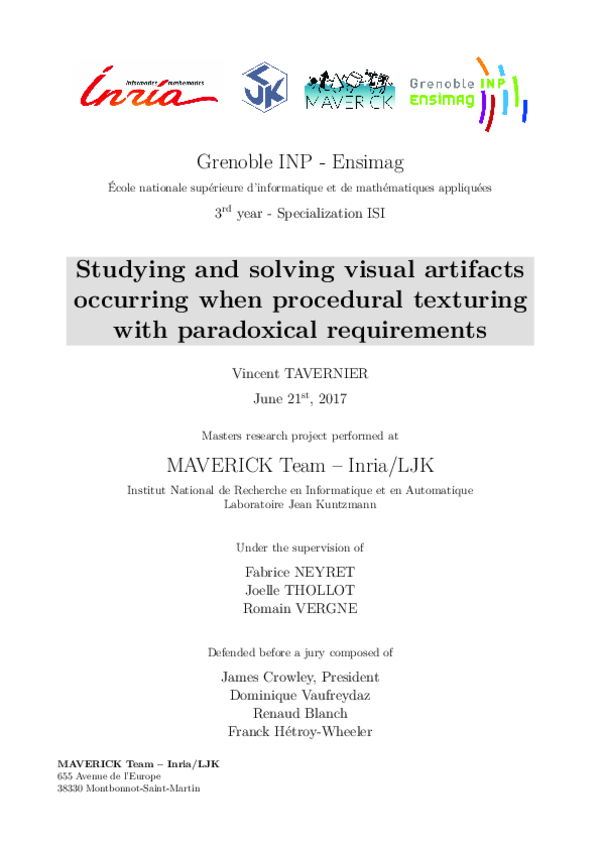 informatics mathematics
Inria
LJK
MAVERICK
Grenoble INP
ENSIMAG
Grenoble INP - Ensimag
École nationale supérieure d'informatique et de mathématiques appliquées
3rd year - Specialization ISI
Studying and solving visual artifacts
occurring when procedural texturing
with paradoxical requirements
Vincent TAVERNIER
June 21st, 2017
Masters research project performed at
MAVERICK Team – Inria/LJK
Institut National de Recherche en Informatique et en Automatique
Laboratoire Jean Kuntzmann
Under the supervision of
Fabrice NEYRET
Joelle THOLLOT
Romain VERGNE
Defended before a jury composed of
James Crowley, President
Dominique Vaufreydaz
Renaud Blanch
Franck Hétroy-Wheeler
MAVERICK Team – Inria/LJK
655 Avenue de l'Europe
38330 Montbonnot-Saint-Martin